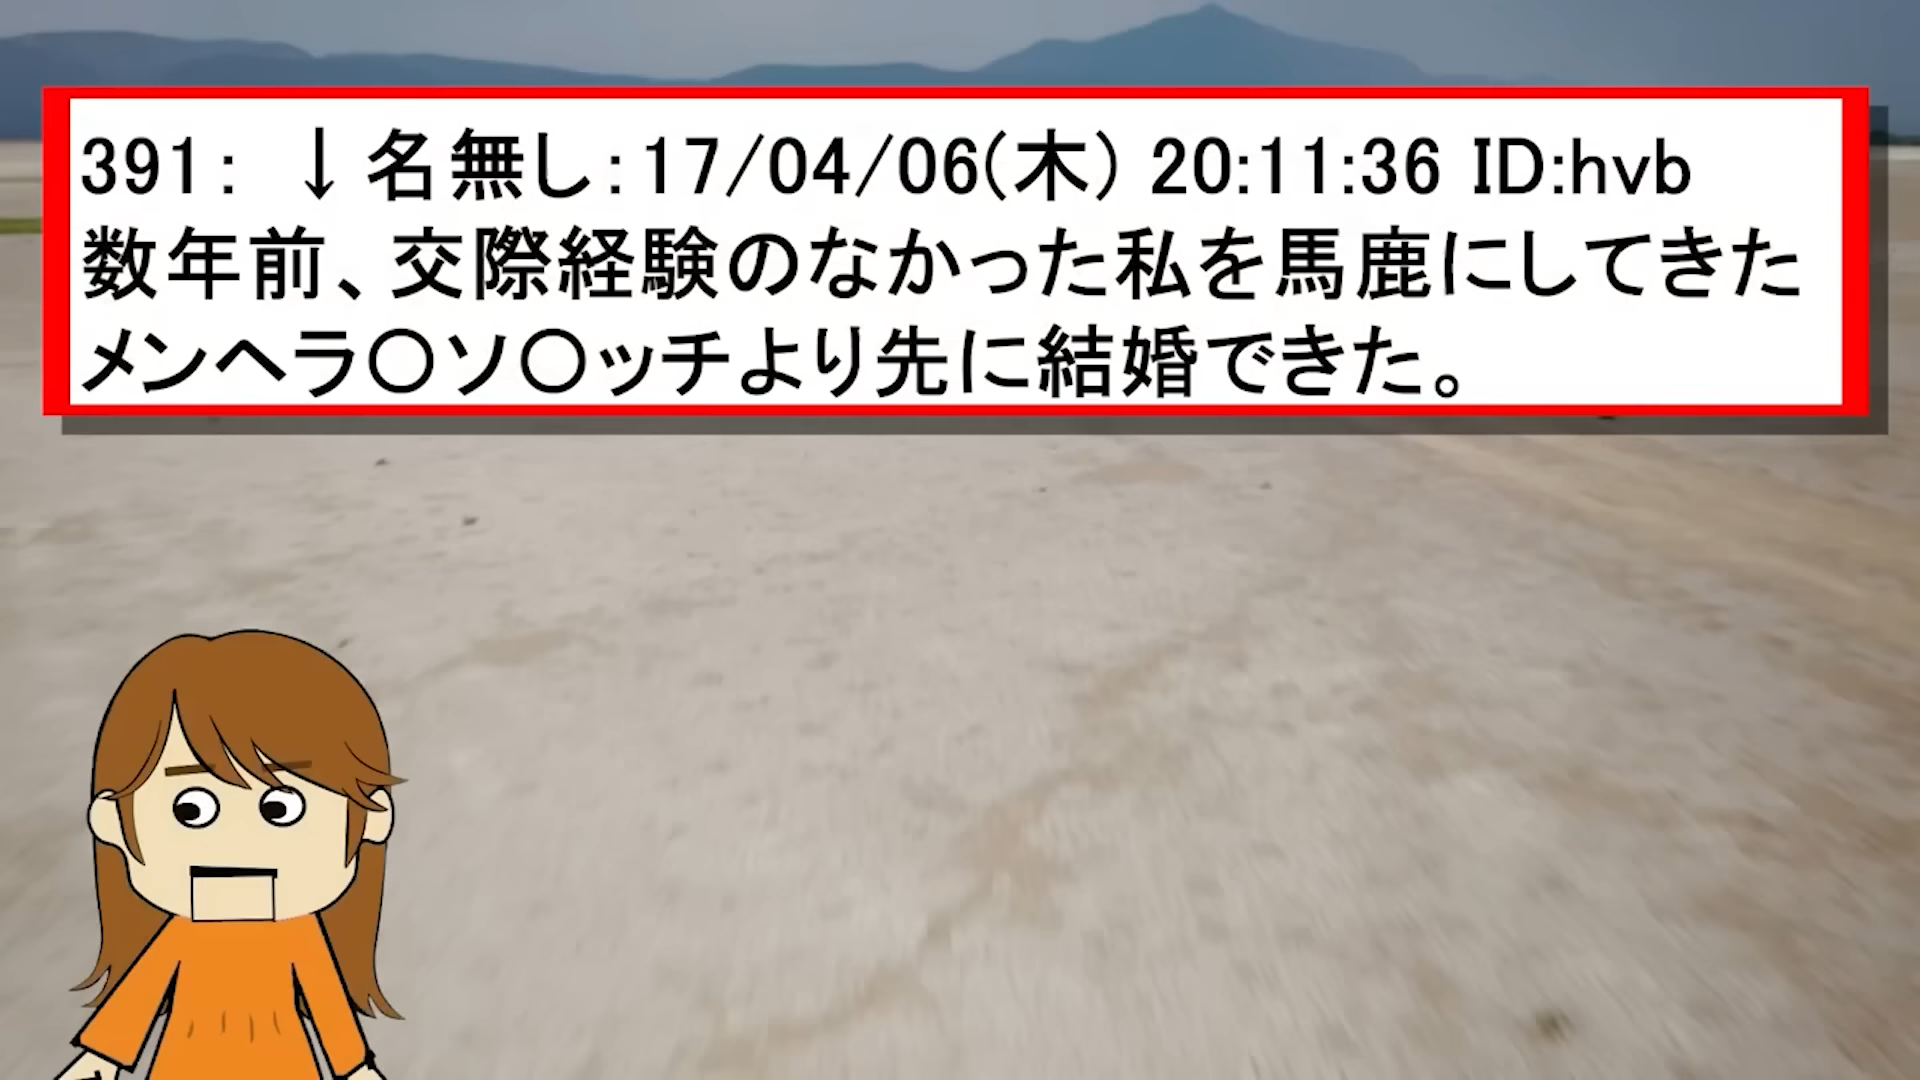 391： ↓名無し：17/04/06(木) 20:11:36 ID:hvb
数年前、交際経験のなかった私を馬鹿にしてきた
メンヘラ〇ソ〇ッチより先に結婚できた。